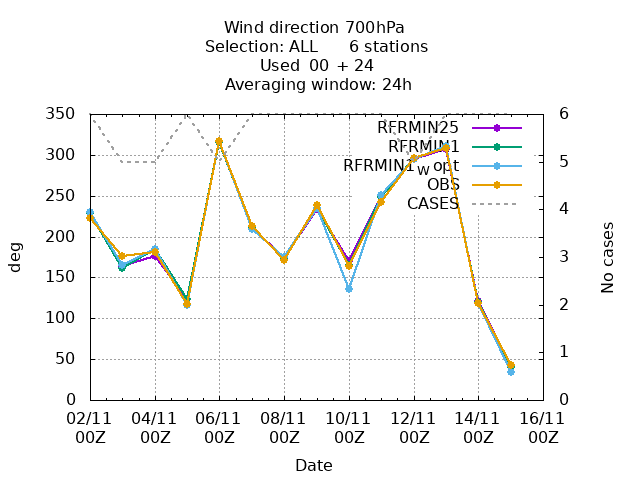 Wind direction 700hPa
Selection: ALL 6 stations
Used 00 + 24
Averaging window: 24h
350
300
250
200
150
100
50
0
deg
6
5
4
3
2
1
0
No cases
RFRMIN25
RFRMIN1
RFRMIN1w opt
OBS
CASES
02/11 04/11 06/11 08/11 10/11 12/11 14/11 16/11
00Z 00Z 00Z 00Z 00Z 00Z 00Z 00Z
Date